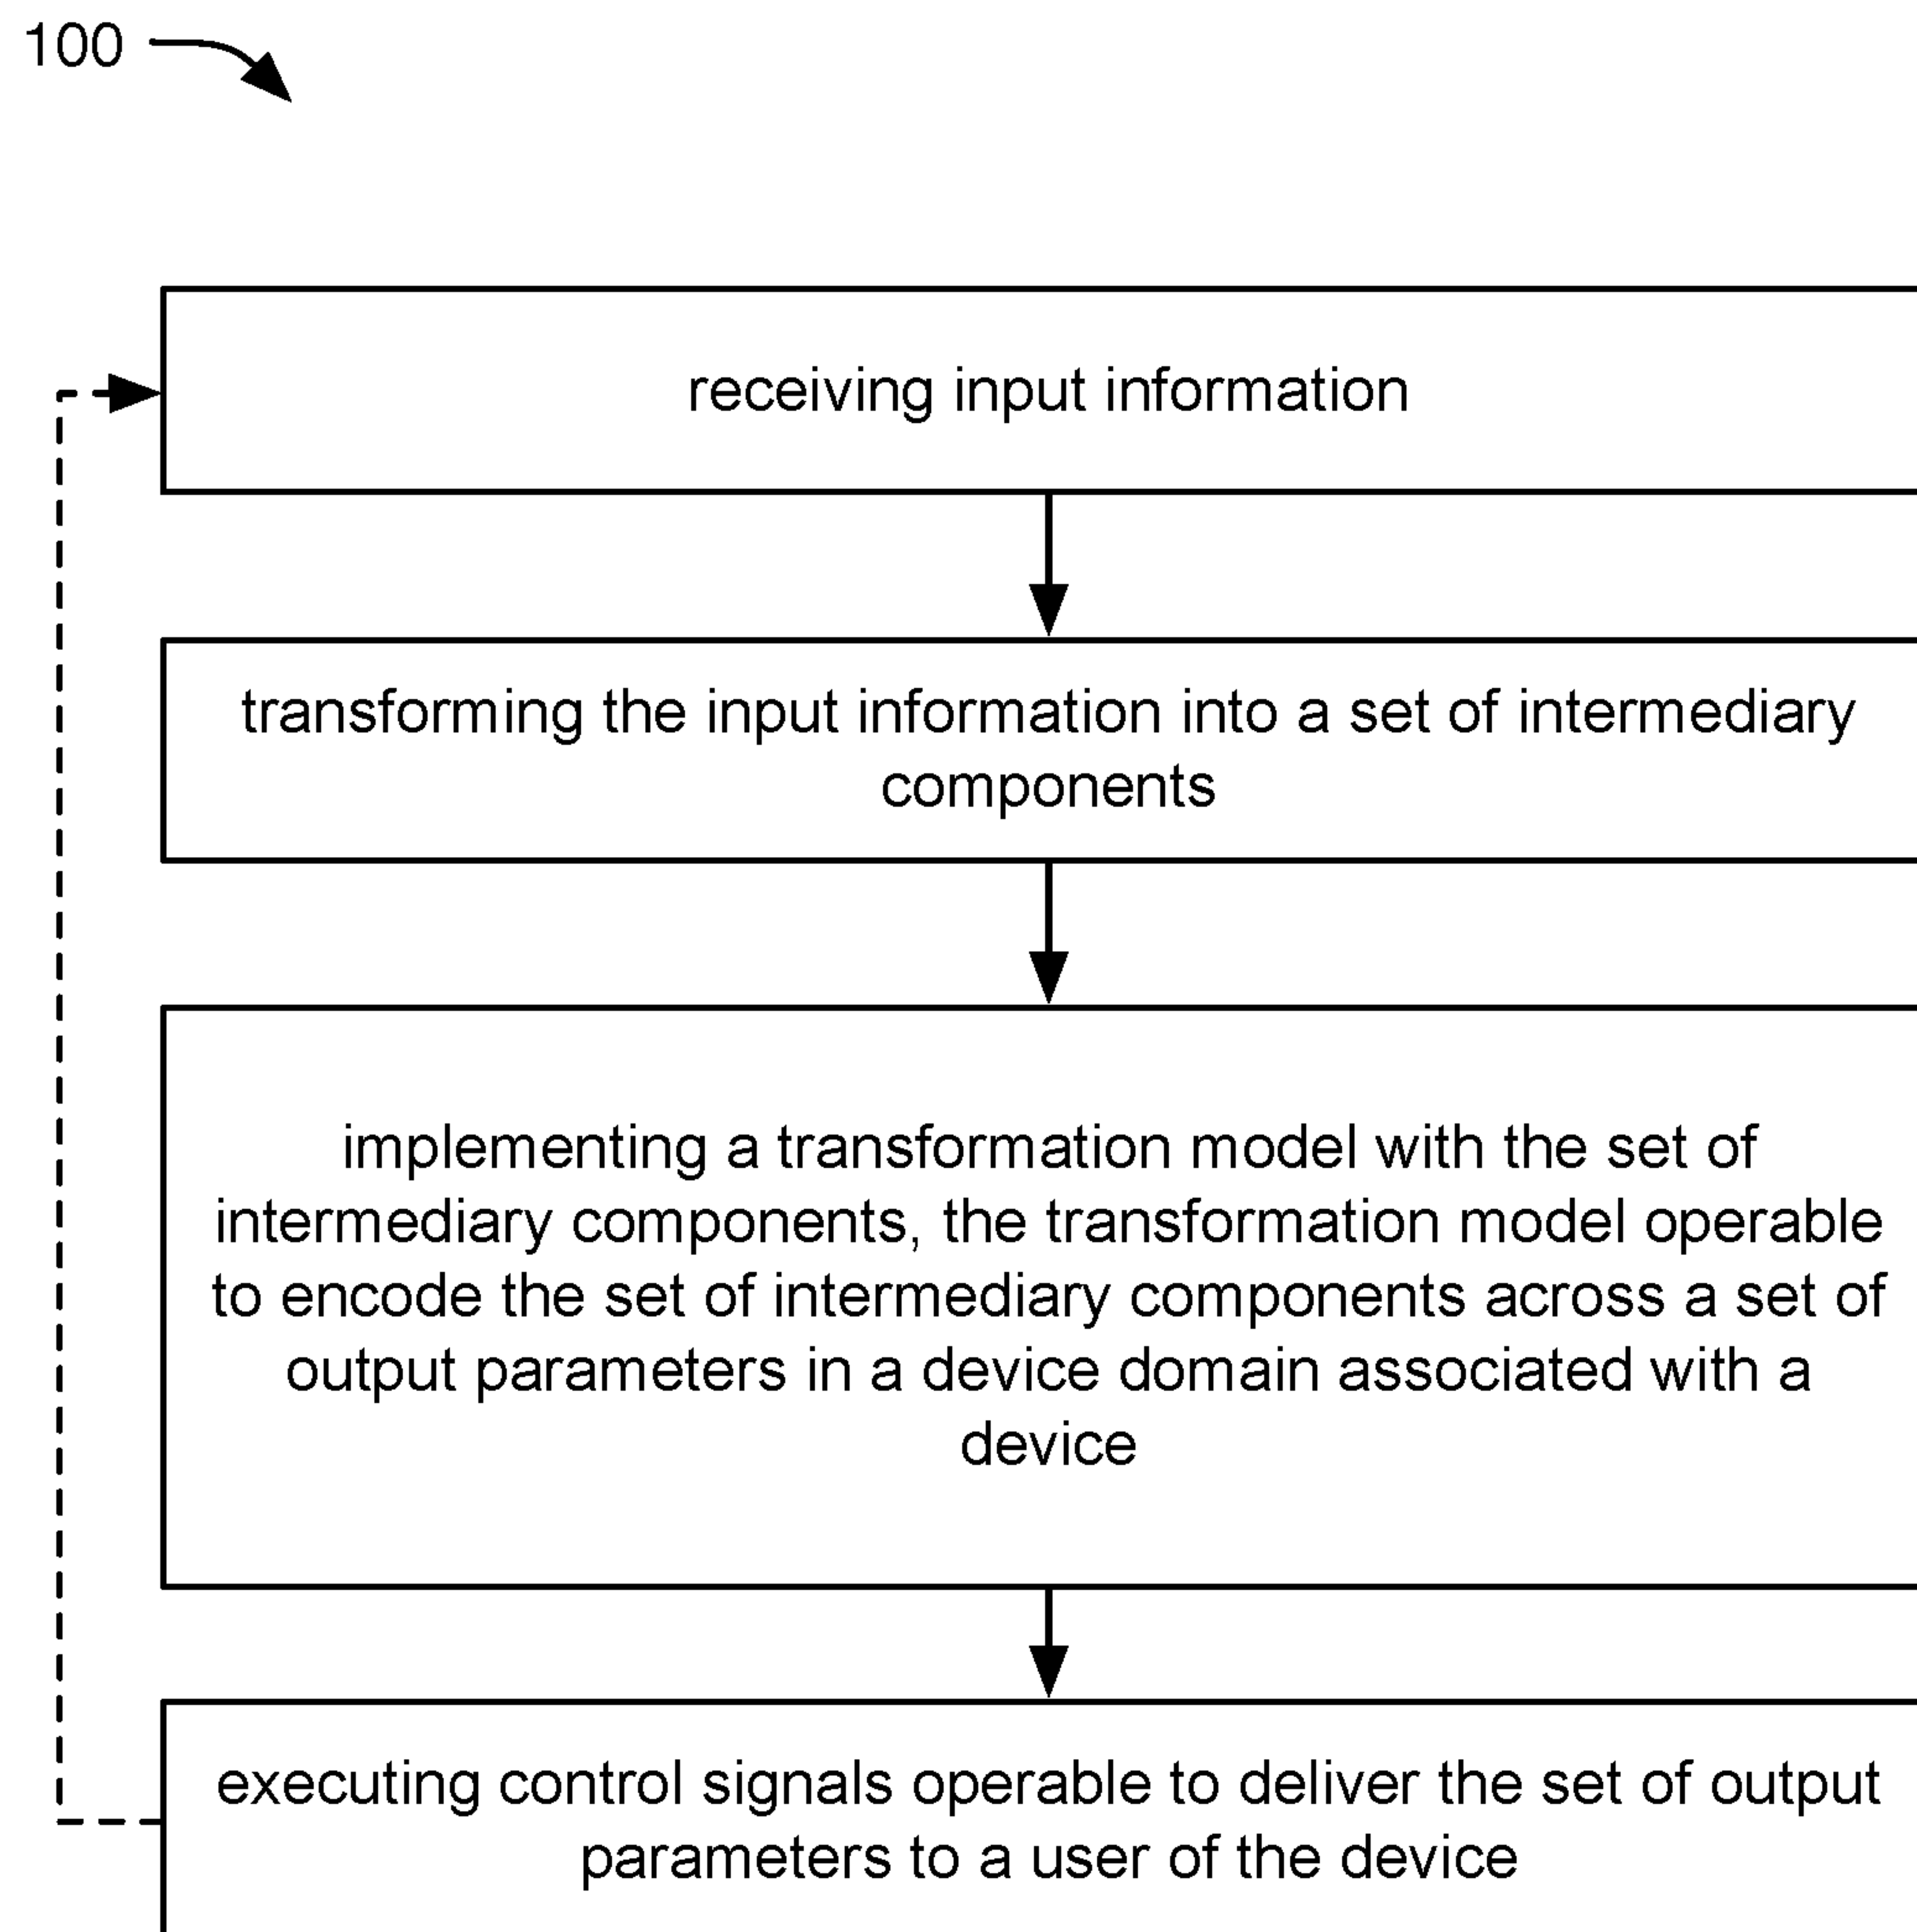 100
receiving input information
transforming the input information into a set of intermediary
components
implementing a transformation model with the set of
intermediary components, the transformation model operable
to encode the set of intermediary components across a set of
output parameters in a device domain associated with a
device
executing control signals operable to deliver the set of output
parameters to a user of the device